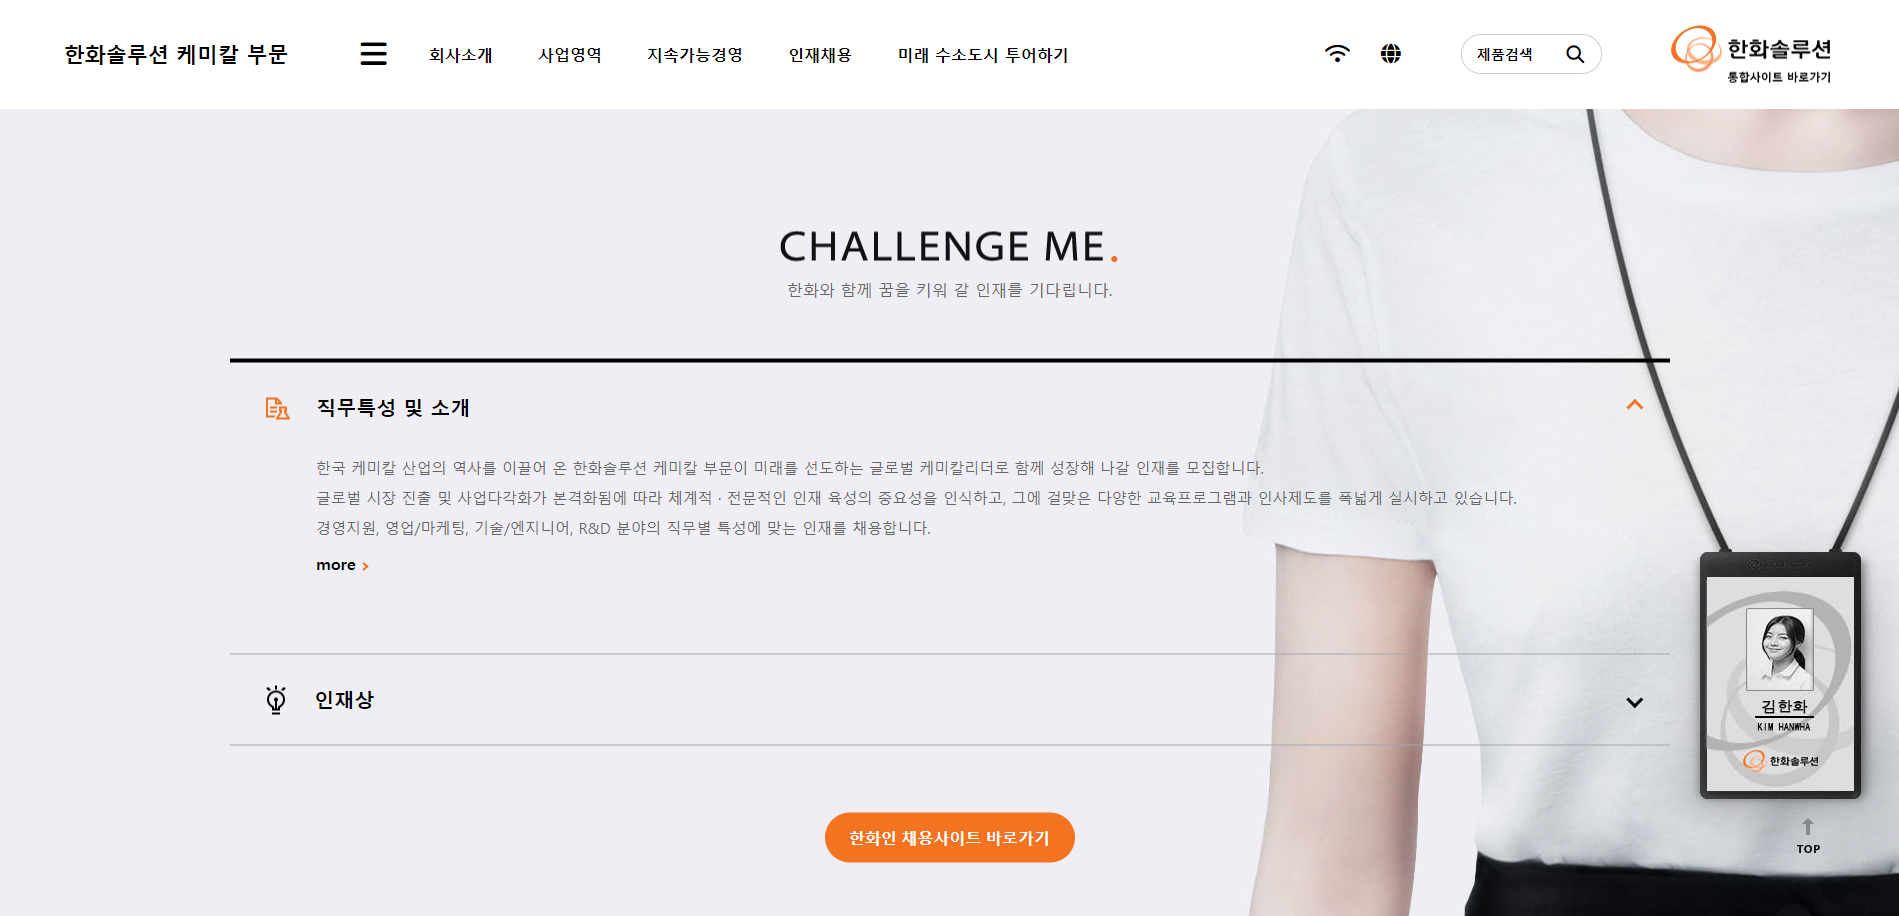 한화솔루션 케미칼 부문
회사소개
사업영역
지속가능경영
인재채용
미래 수소도시 투어하기
제품검색
한화솔루션
통합사이트 바로가기
CHALLENGE ME.
한화와 함께 꿈을 키워 갈 인재를 기다립니다.
직무특성 및 소개
한국 케미칼 산업의 역사를 이끌어 온 한화솔루션 케미칼 부문이 미래를 선도하는 글로벌 케미칼리더로 함께 성장해 나갈 인재를 모집합니다.
글로벌 시장 진출 및 사업다각화가 본격화됨에 따라 체계적 · 전문적인 인재 육성의 중요성을 인식하고, 그에 걸맞은 다양한 교육프로그램과 인사제도를 폭넓게 실시하고 있습니다.
경영지원, 영업/마케팅, 기술/엔지니어, R&D 분야의 직무별 특성에 맞는 인재를 채용합니다.
more
인재상
김한화
KIM HANWHA
한화솔루션
한화인 채용사이트 바로가기
TOP